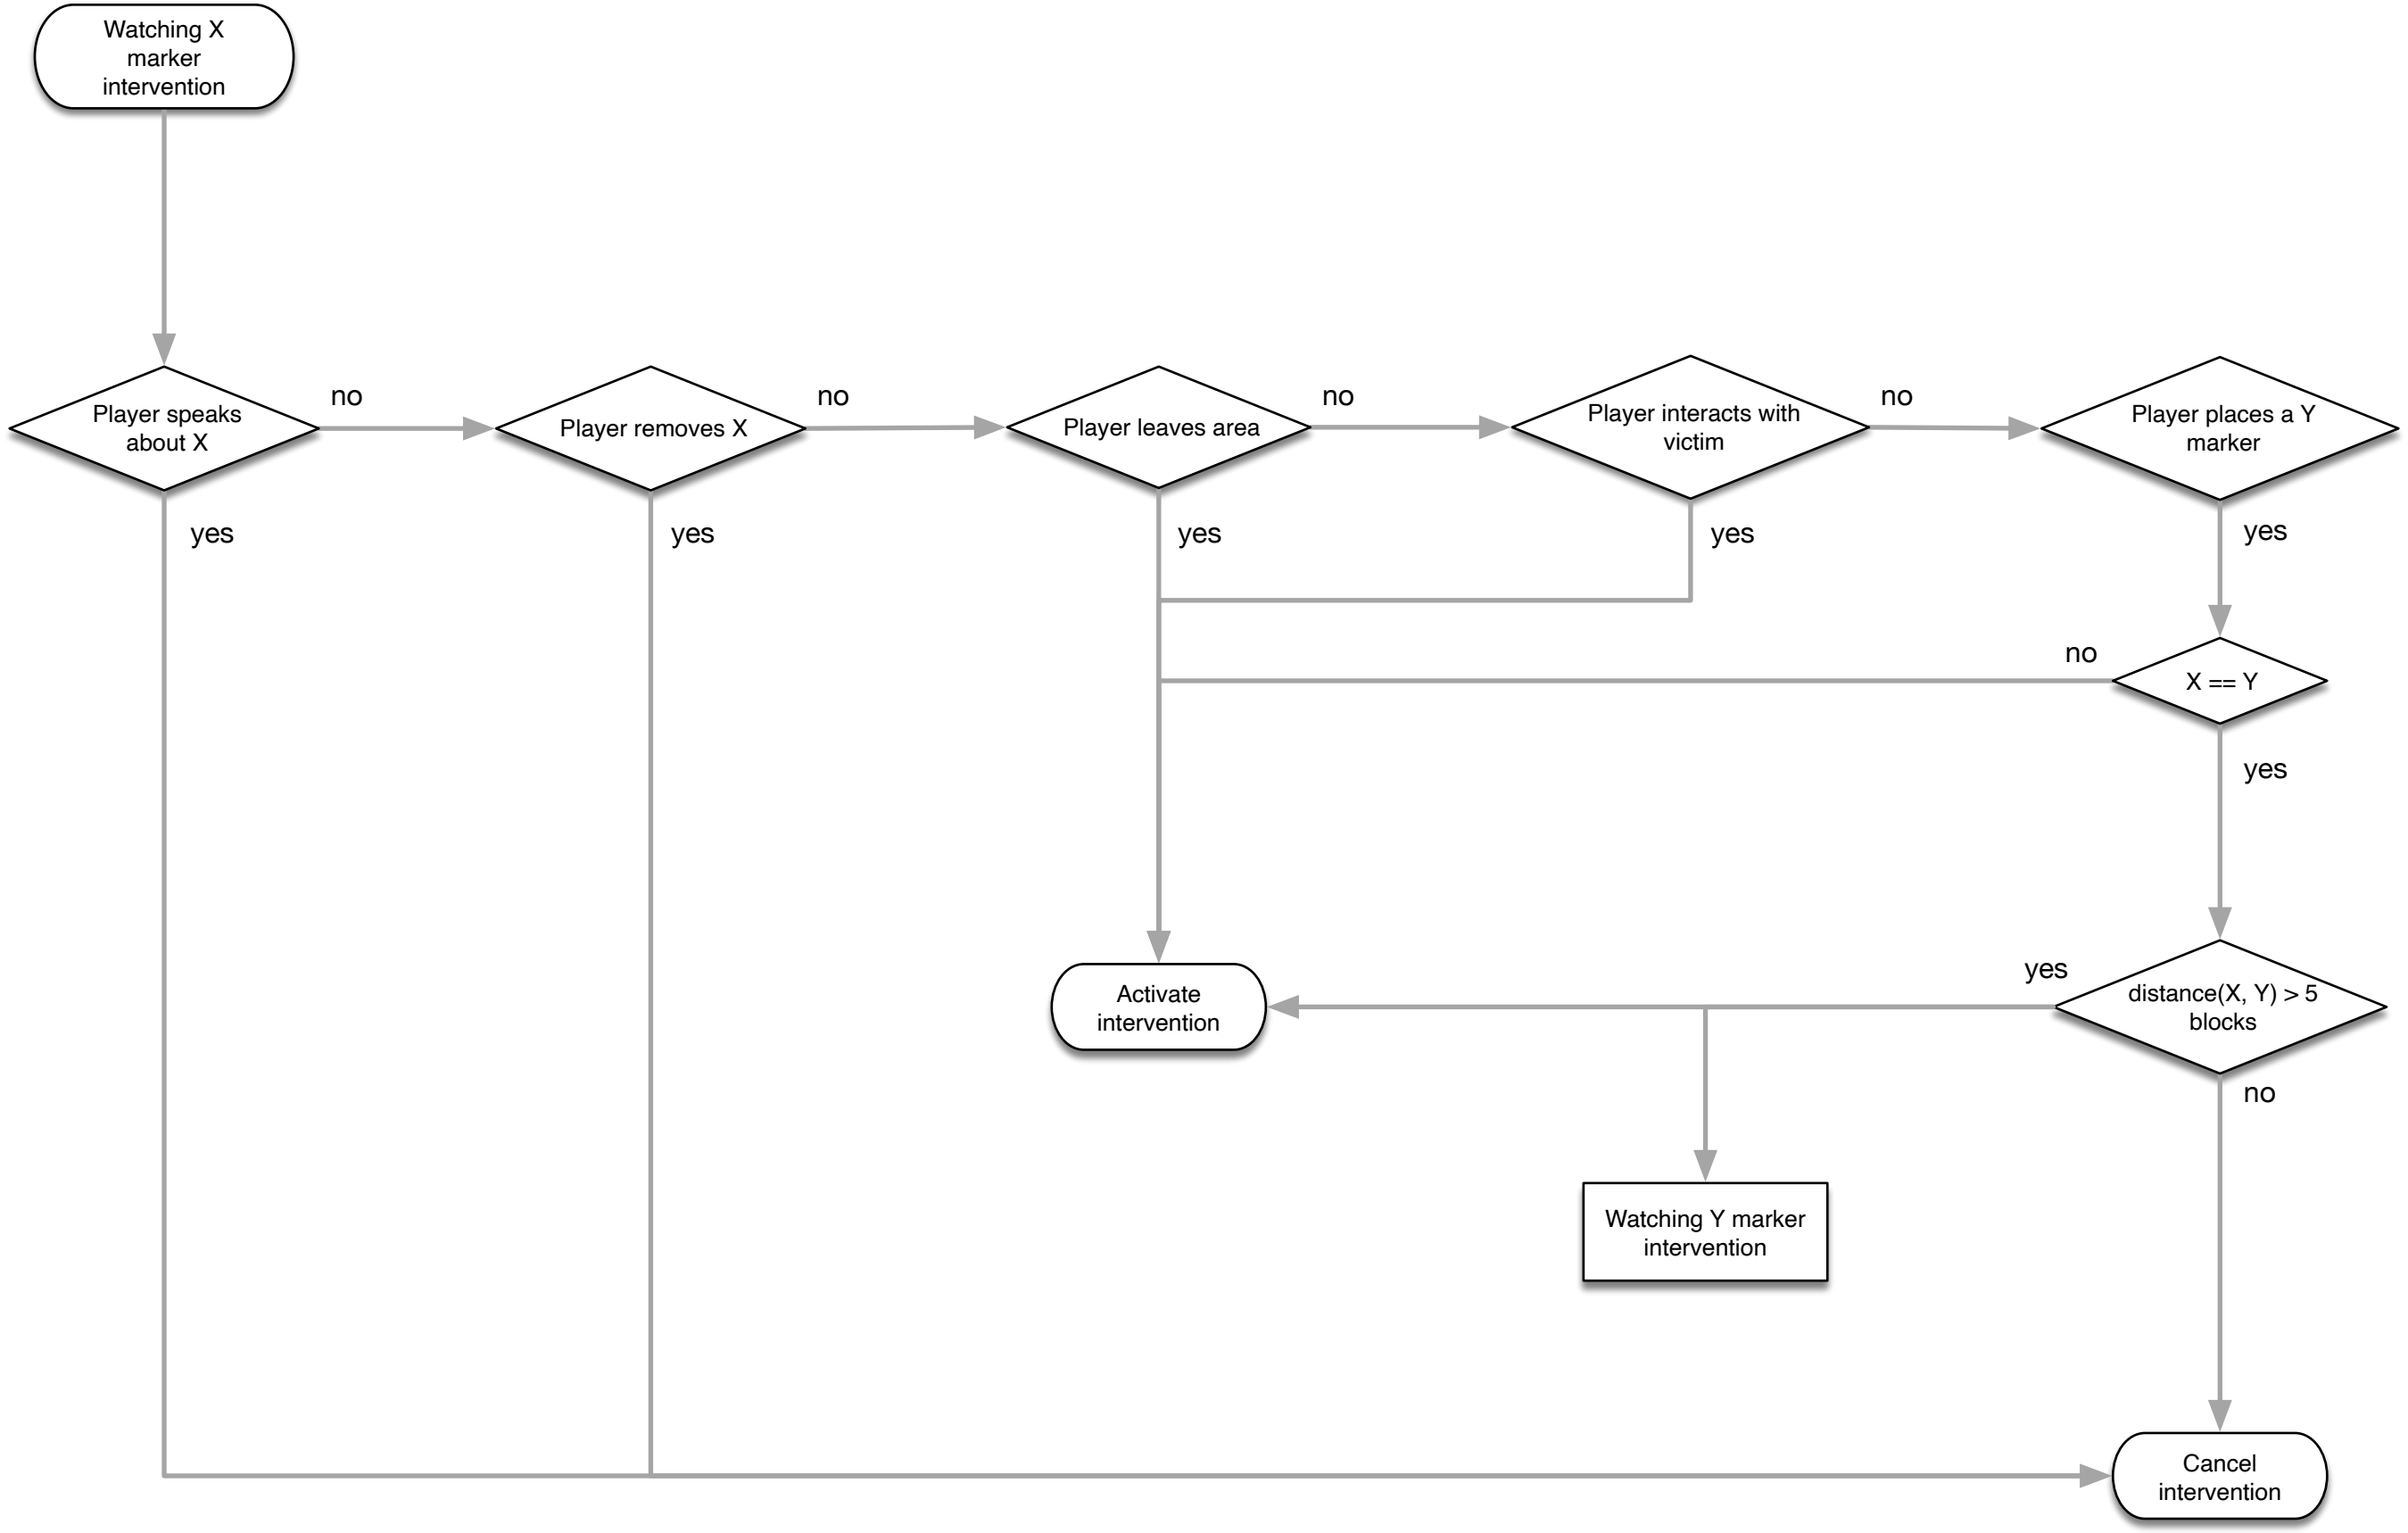 Watching X
marker
intervention
Player speaks
about X
no
yes
Player removes X
no
yes
Player leaves area
no
yes
Player interacts with
victim
no
yes
Player places a Y
marker
yes
X == Y
no
yes
distance(X, Y) > 5
blocks
yes
no
Activate
intervention
Watching Y marker
intervention
Cancel
intervention